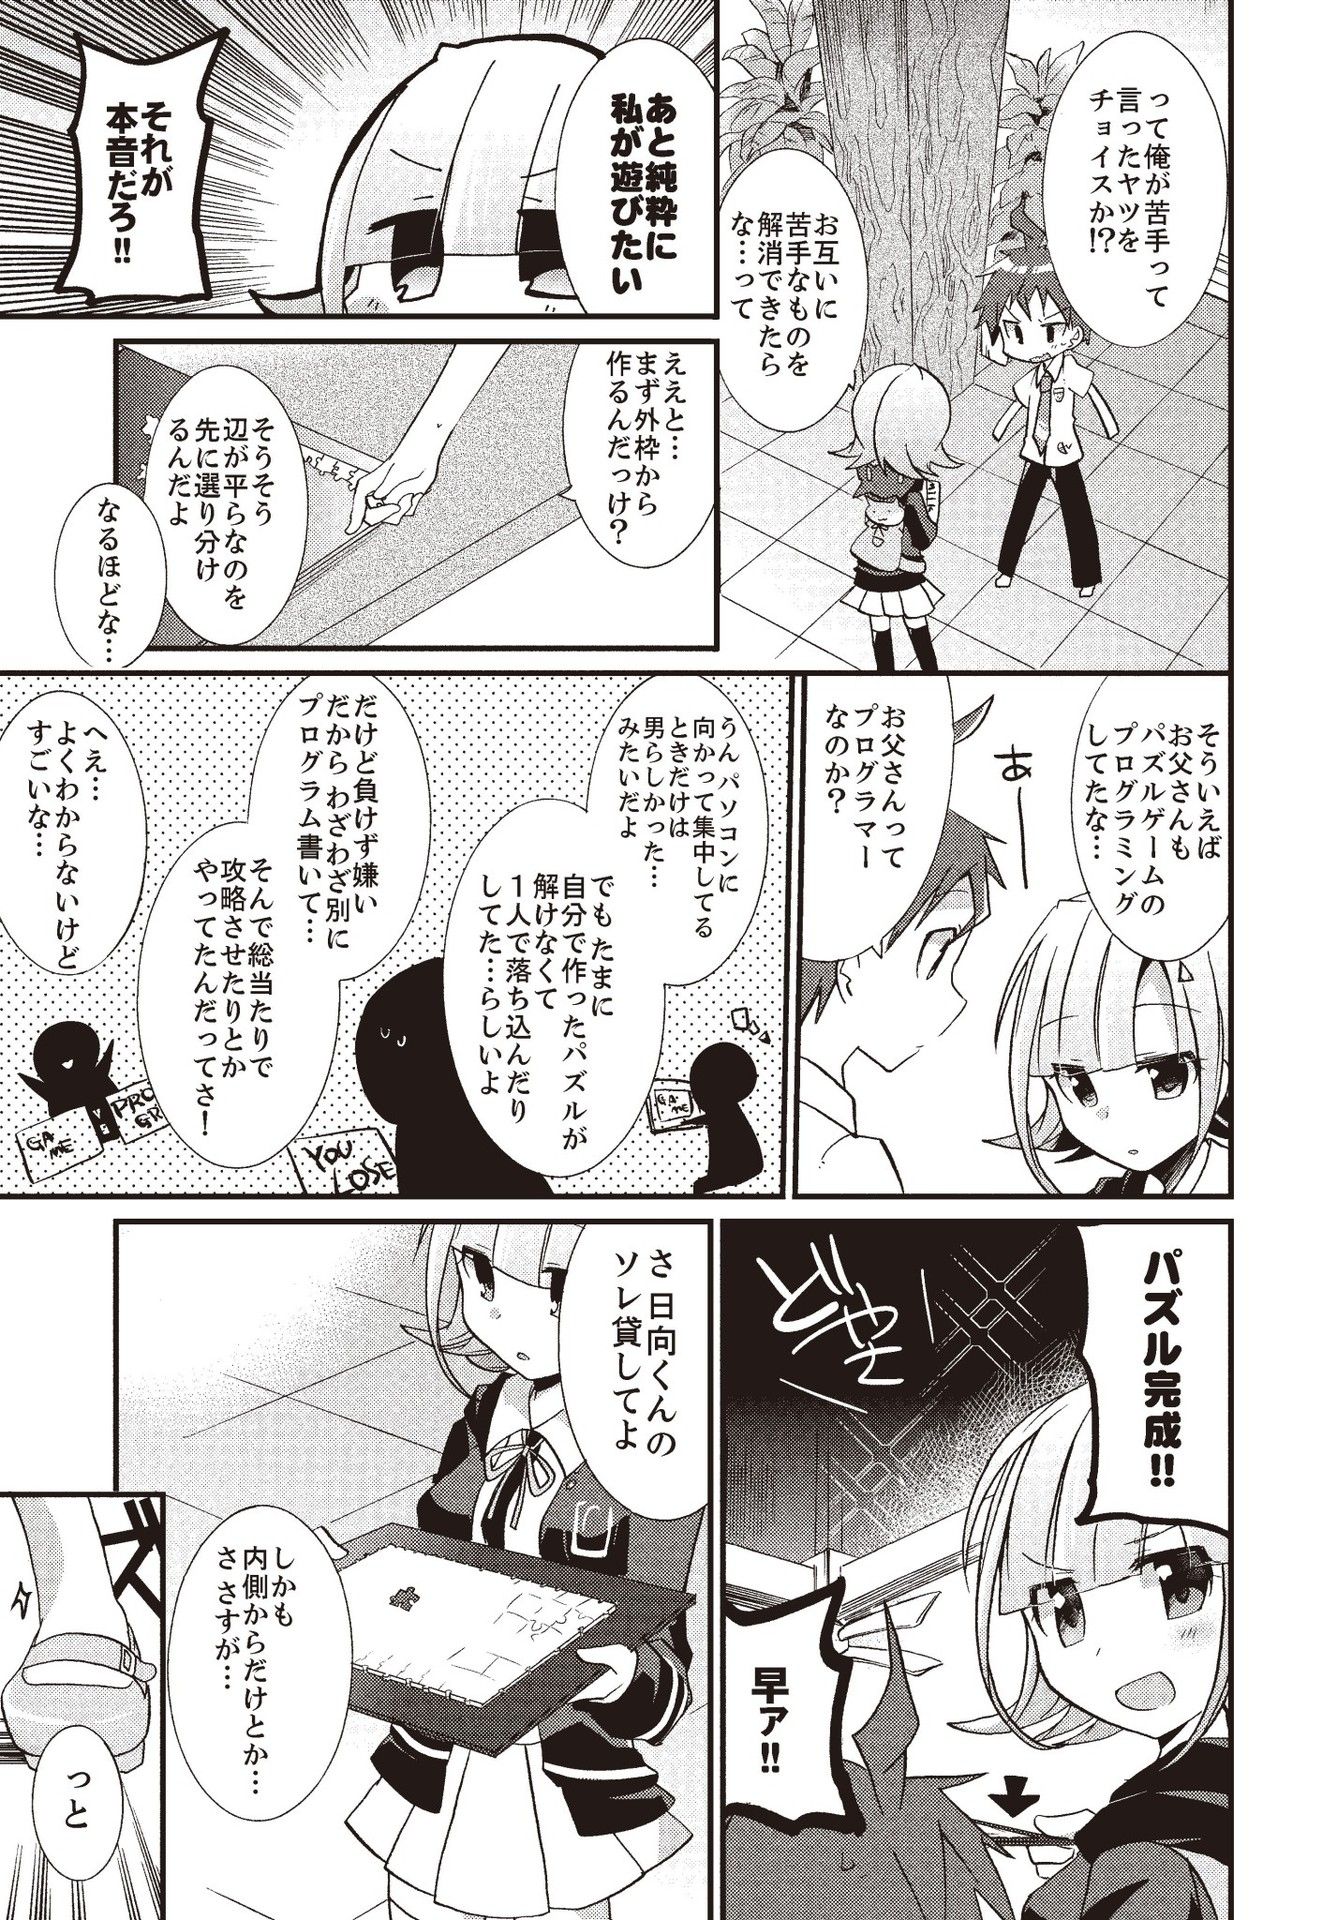 って俺が苦手って
言ったヤツを
チョイスか!?
お互いに
苦手なものを
解消できたら
な…って
あと純粋に
私が遊びたい
それが
本音だろ!!
ええと…
まず外枠から
作るんだっけ?
そうそう
辺が平らなのを
先に選り分け
るんだよ
なるほどな…
そういえば
お父さんも
パズルゲームの
プログラミング
してたな…
あー
お父さんって
プログラマー
なのか?
うんパソコンに
向かって集中してる
ときだけは
男らしかった…
みたいだよ
でもたまに
自分で作ったパズルが
解けなくて
1人で落ち込んだり
してた…らしいよ
だけど負けず嫌い
だから わざわざ別に
プログラム書いて…
そんで総当たりで
攻略させたりとか
やってたんだってさ!
へえ…
よくわからないけど
すごいな…
GA
ME
YOU
LOSE
GA
ME
VS
PRO
GR
パズル完成!!
どやぁ
早ァ!!
さ 日向くんの
ソレ貸してよ
しかも
内側からだけとか…
さすが…
ズズ
っと